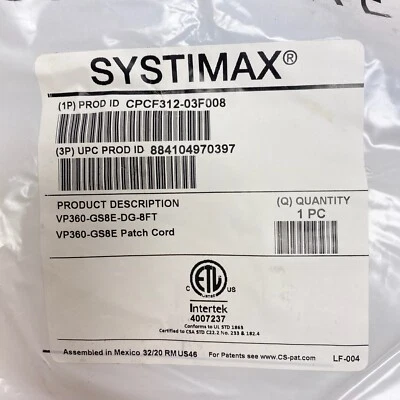 SYSTIMAX®
(1P) PROD ID CPCF312-03F008
(3P) UPC PROD ID 884104970397
PRODUCT DESCRIPTION
VP360-GS8E-DG-8FT
VP360-GS8E Patch Cord
(Q) QUANTITY
1 PC
ETL
C US
LISTED
Intertek
4007237
Conforms to UL STD 1863
Certified to CSA STD C22.2 No. 233 & 182.4
Assembled in Mexico 32/20 RM US46
For Patents see www.CS-pat.com
LF-004